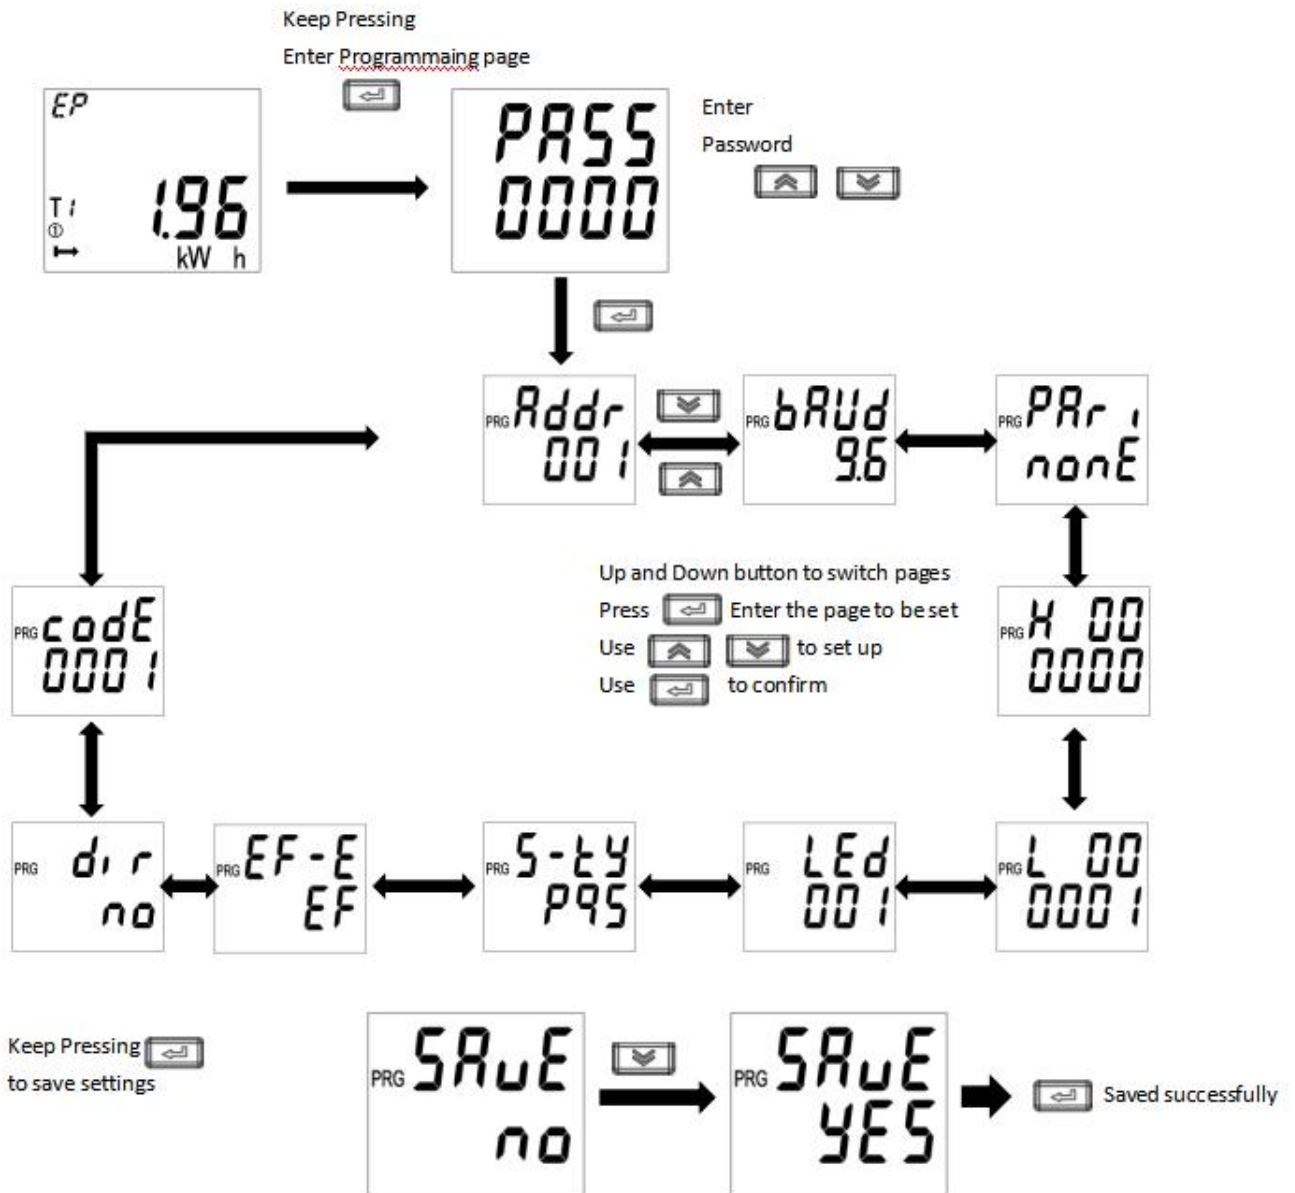 Keep Pressing
Enter Programmaing page
EP
T1
①
1.96
kW h
PASS
0000
Enter
Password
PRG Addr
001
PRG bAUd
9.6
PRG PAri
nonE
Up and Down button to switch pages
Press Enter the page to be set
Use to set up
Use to confirm
PRG codE
0001
PRG H 00
0000
PRG dir
no
PRG EF-E
EF
PRG S-ty
PqS
PRG LEd
001
PRG L 00
0001
Keep Pressing
to save settings
PRG SAvE
no
PRG SAvE
YES
Saved successfully